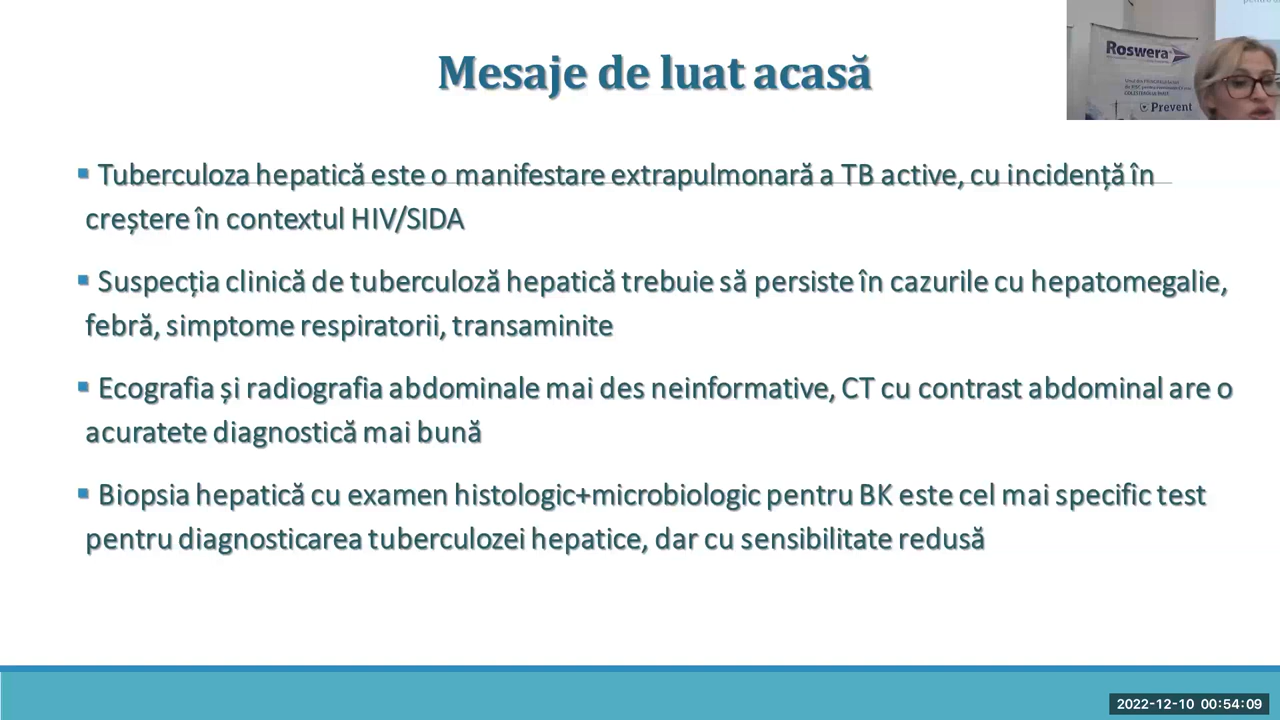 Mesaje de luat acasă
Roswera
Prevent
Tuberculoza hepatică este o manifestare extrapulmonară a TB active, cu incidență în
creștere în contextul HIV/SIDA
Suspecția clinică de tuberculoză hepatică trebuie să persiste în cazurile cu hepatomegalie,
febră, simptome respiratorii, transaminite
Ecografia și radiografia abdominale mai des neinformative, CT cu contrast abdominal are o
acuratete diagnostică mai bună
Biopsia hepatică cu examen histologic+microbiologic pentru BK este cel mai specific test
pentru diagnosticarea tuberculozei hepatice, dar cu sensibilitate redusă
2022-12-10 00:54:09